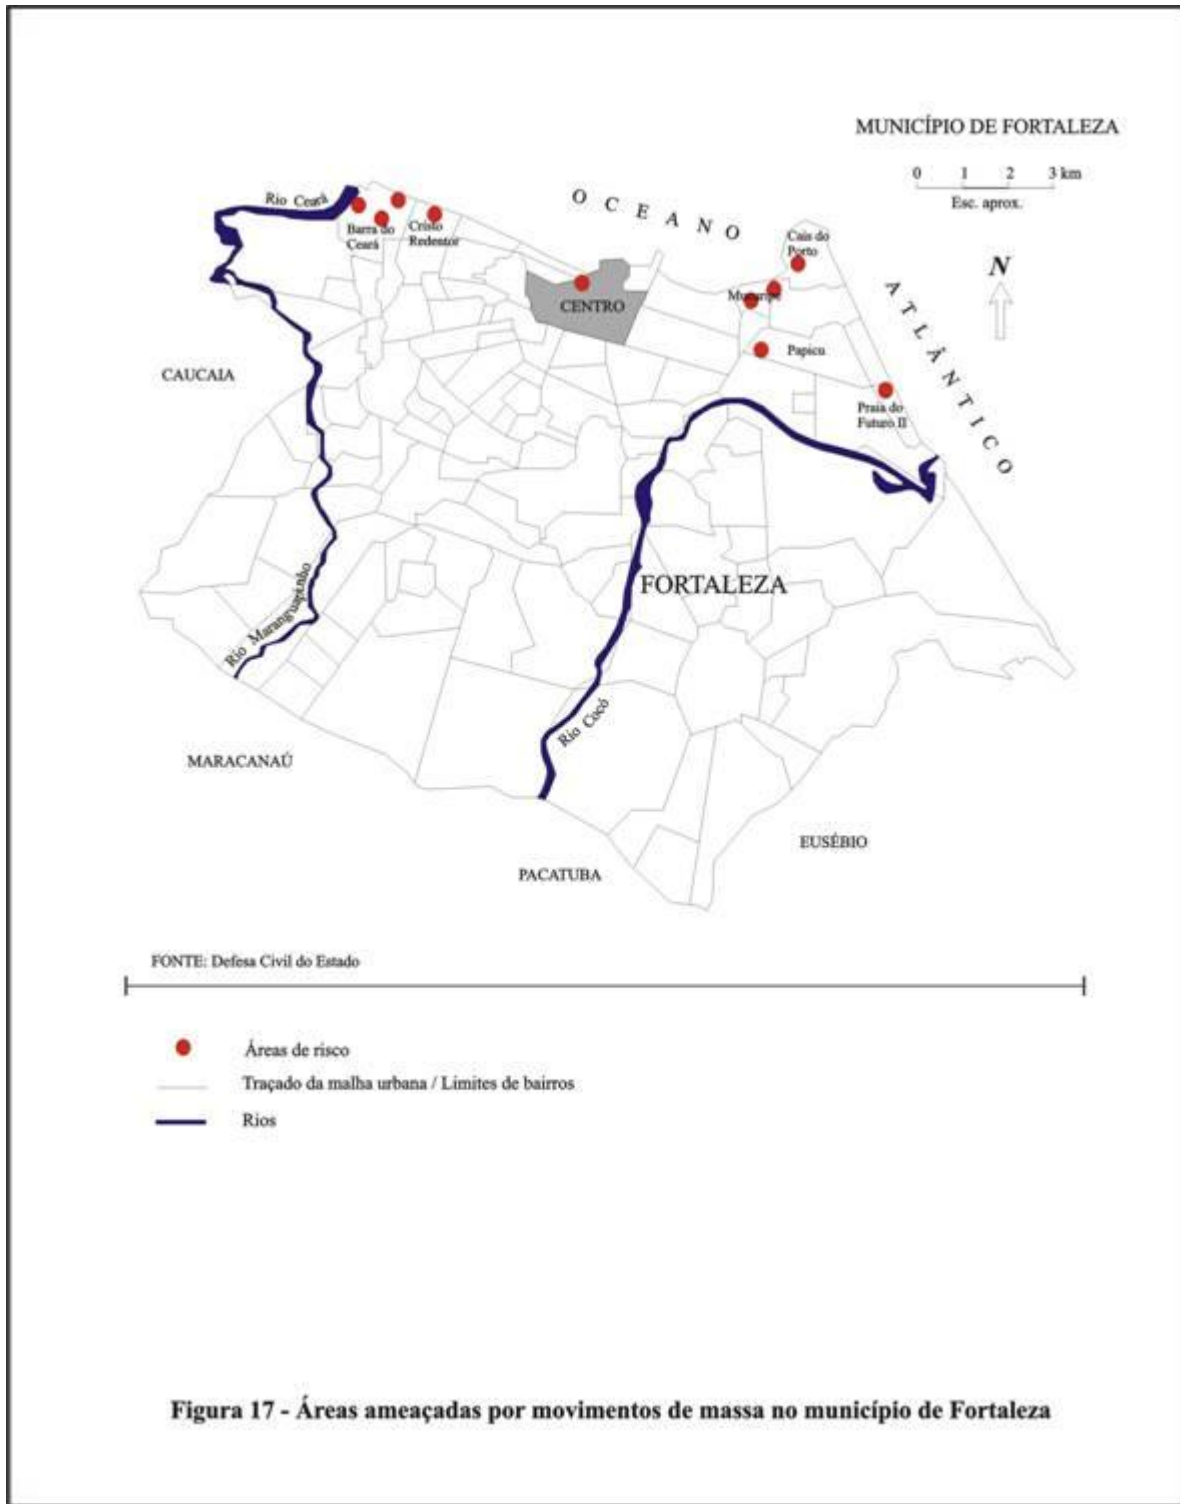 MUNICÍPIO DE FORTALEZA
0 1 2 3 km
Esc. aprox.
N
OCEANO
ATLÂNTICO
Rio Ceará
Barra do
Ceará
Cristo
Redentor
Cais do
Porto
Mucuripe
CENTRO
Papicu
CAUCAIA
Praia do
Futuro II
FORTALEZA
Rio Maranguapinho
Rio Cocó
MARACANAÚ
EUSÉBIO
PACATUBA
FONTE: Defesa Civil do Estado
Áreas de risco
Traçado da malha urbana / Limites de bairros
Rios
Figura 17 - Áreas ameaçadas por movimentos de massa no município de Fortaleza